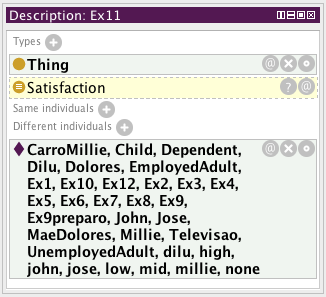 Description: Ex11
Types
Thing
Satisfaction
Same individuals
Different individuals
CarroMillie, Child, Dependent,
Dilu, Dolores, EmployedAdult,
Ex1, Ex10, Ex12, Ex2, Ex3, Ex4,
Ex5, Ex6, Ex7, Ex8, Ex9,
Ex9preparo, John, Jose,
MaeDolores, Millie, Televisao,
UnemployedAdult, dilu, high,
john, jose, low, mid, millie, none